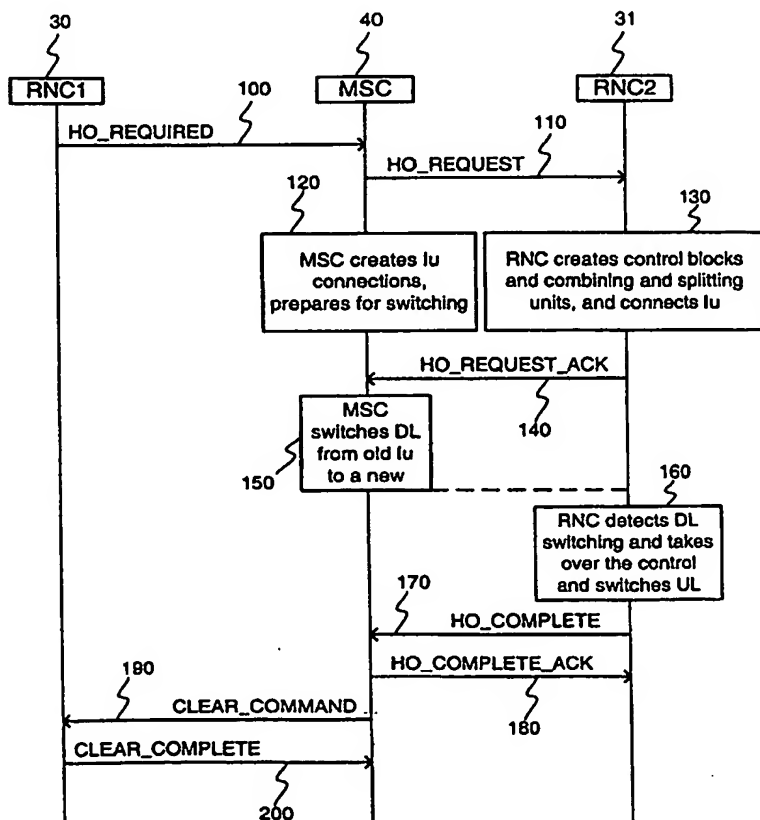 30
40
31
RNC1
MSC
RNC2
100
HO_REQUIRED
110
HO_REQUEST
120
130
MSC creates Iu
connections,
prepares for switching
RNC creates control blocks
and combining and splitting
units, and connects Iu
HO_REQUEST_ACK
140
MSC
switches DL
from old Iu
to a new
150
160
RNC detects DL
switching and takes
over the control
and switches UL
170
HO_COMPLETE
HO_COMPLETE_ACK
180
190
CLEAR_COMMAND
CLEAR_COMPLETE
200